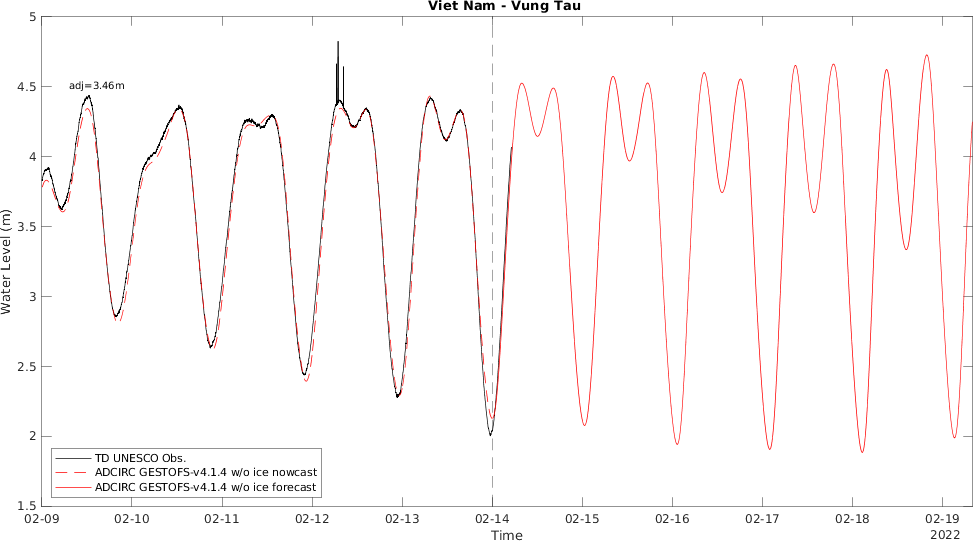 Viet Nam - Vung Tau
5
4.5
4
3.5
3
2.5
2
1.5
Water Level (m)
adj=3.46m
TD UNESCO Obs.
ADCIRC GESTOFS-v4.1.4 w/o ice nowcast
ADCIRC GESTOFS-v4.1.4 w/o ice forecast
02-09 02-10 02-11 02-12 02-13 02-14 02-15 02-16 02-17 02-18 02-19
Time
2022